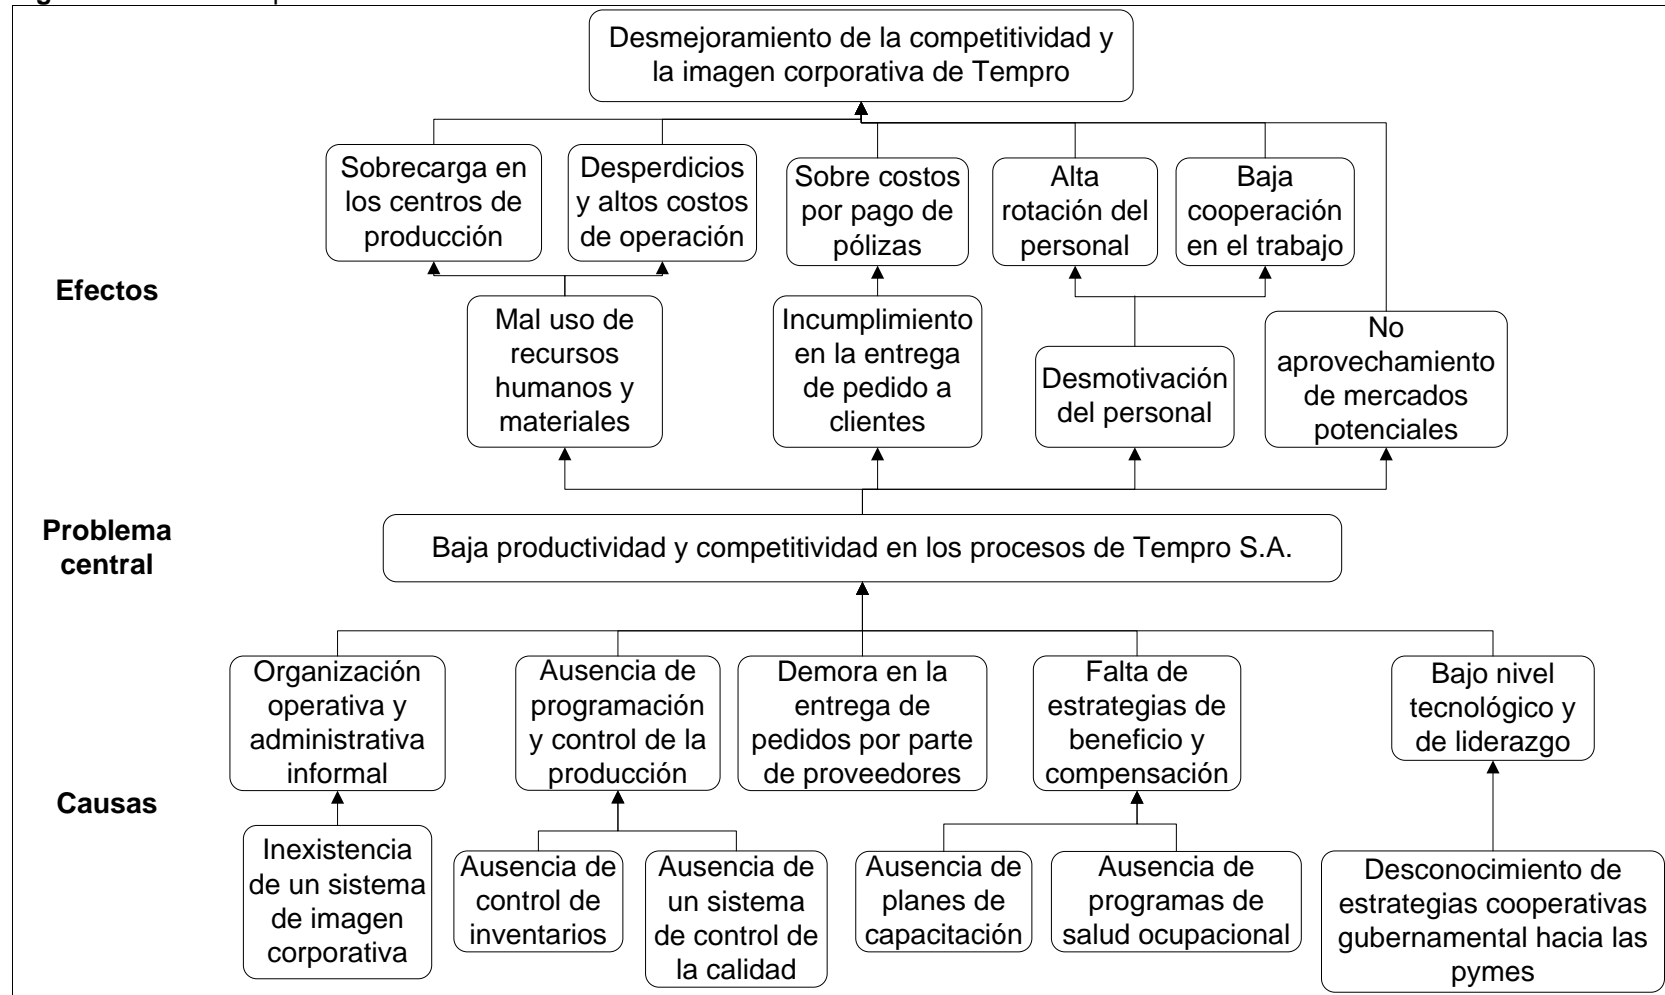 Desmejoramiento de la competitividad y
la imagen corporativa de Tempro
Sobrecarga en
los centros de
producción
Desperdicios
y altos costos
de operación
Sobre costos
por pago de
pólizas
Alta
rotación del
personal
Baja
cooperación
en el trabajo
Efectos
Mal uso de
recursos
humanos y
materiales
Incumplimiento
en la entrega
de pedido a
clientes
Desmotivación
del personal
No
aprovechamiento
de mercados
potenciales
Problema
central
Baja productividad y competitividad en los procesos de Tempro S.A.
Organización
operativa y
administrativa
informal
Ausencia de
programación
y control de la
producción
Demora en la
entrega de
pedidos por parte
de proveedores
Falta de
estrategias de
beneficio y
compensación
Bajo nivel
tecnológico y
de liderazgo
Causas
Inexistencia
de un sistema
de imagen
corporativa
Ausencia de
control de
inventarios
Ausencia de
un sistema
de control de
la calidad
Ausencia de
planes de
capacitación
Ausencia de
programas de
salud ocupacional
Desconocimiento de
estrategias cooperativas
gubernamental hacia las
pymes